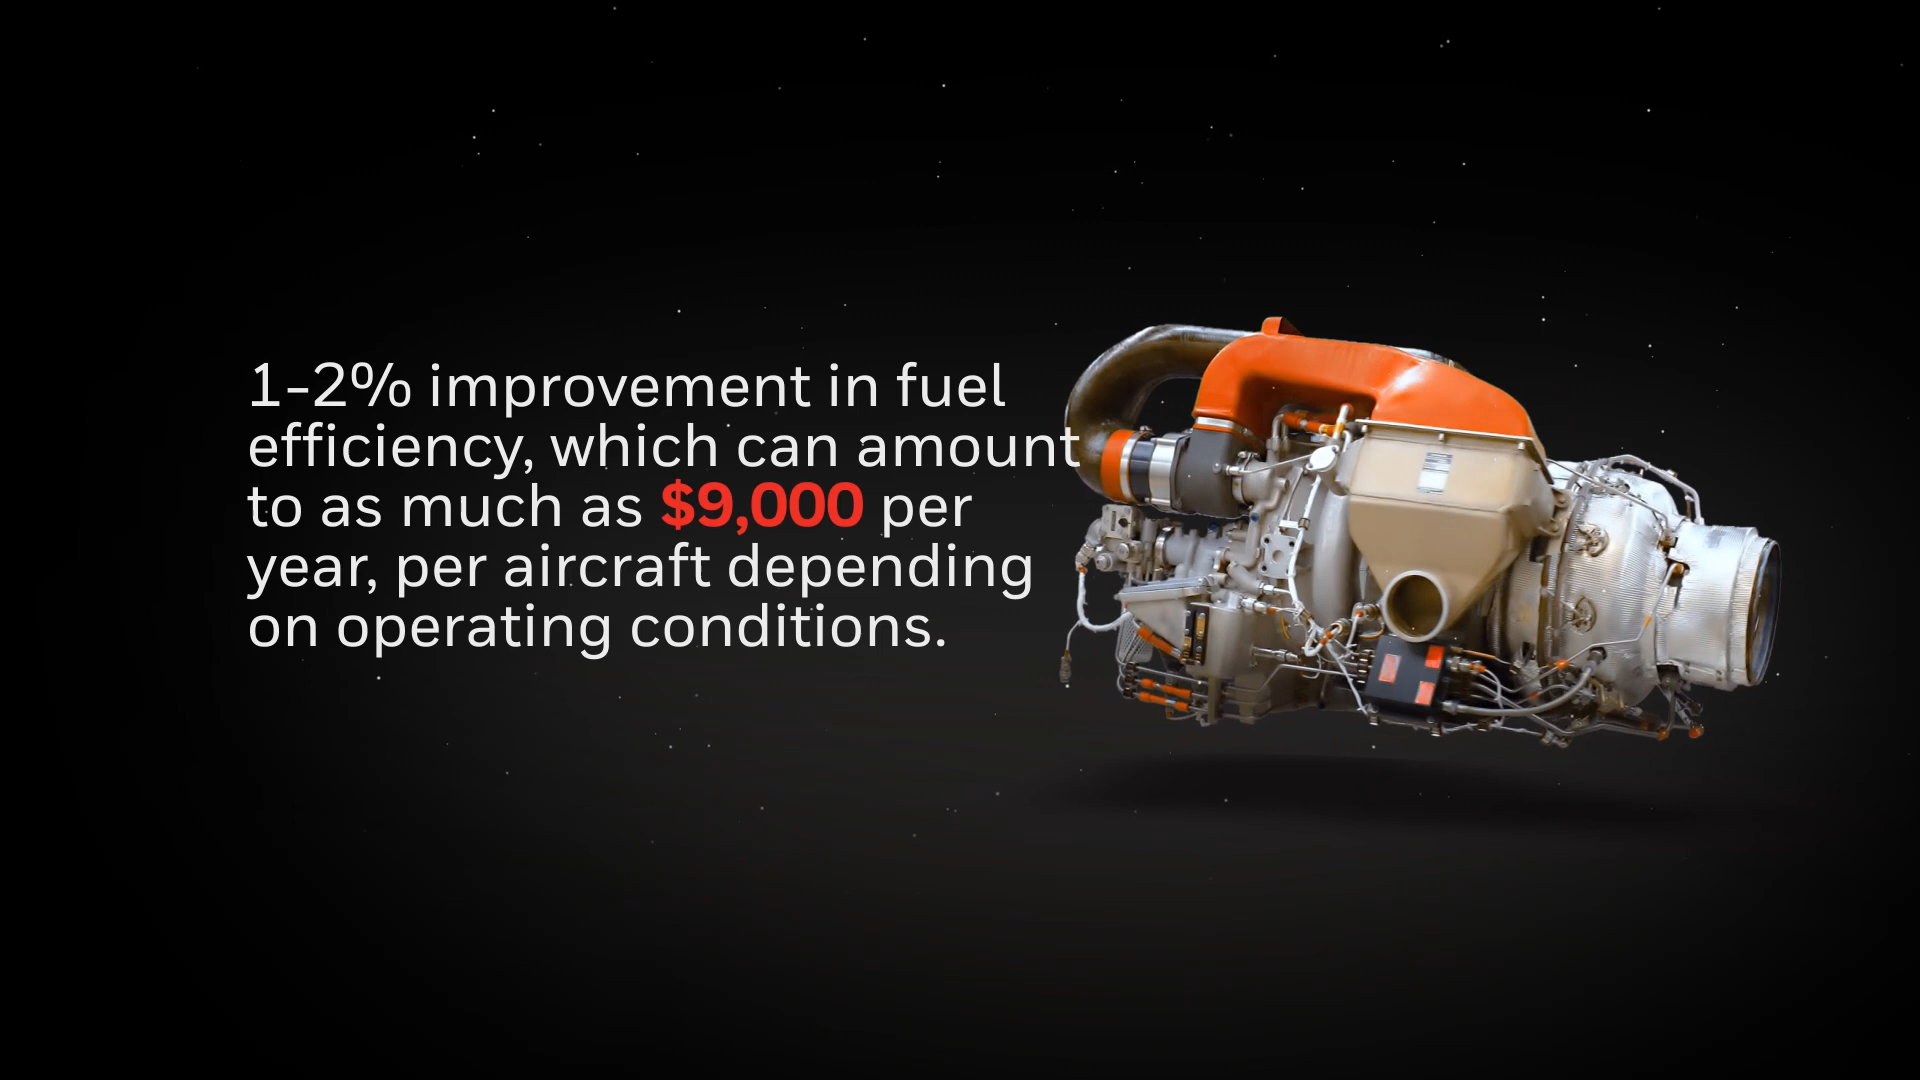 1-2% improvement in fuel
efficiency, which can amount
to as much as $9,000 per
year, per aircraft depending
on operating conditions.